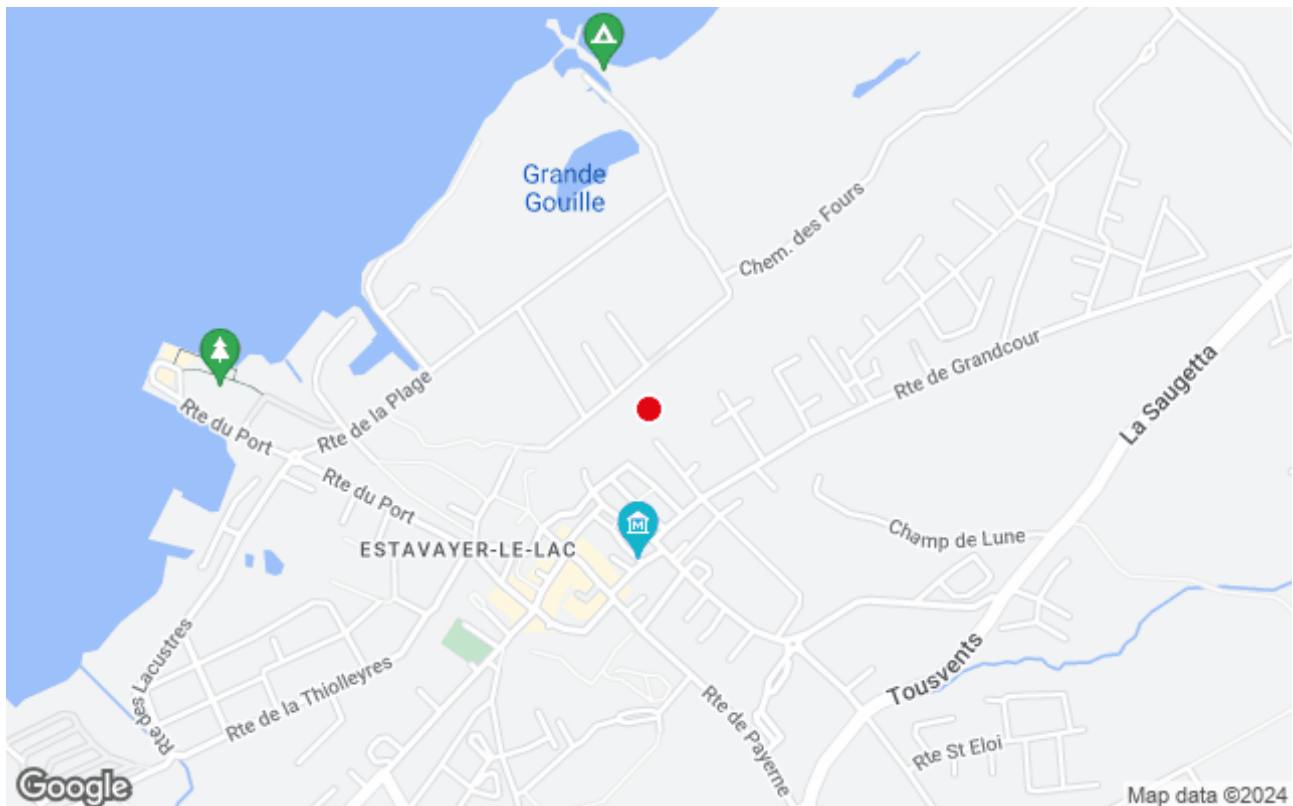 Grande
Gouille
Chem. des Fours
Rte de Grandcour
La Saugetta
Rte de la Plage
Rte du Port
Rte du Port
M
Champ de Lune
ESTAVAYER-LE-LAC
Rte des Lacustres
Rte de la Thiolleyres
Tousvents
Rte de Payerne
Rte St Eloi
Google
Map data ©2024